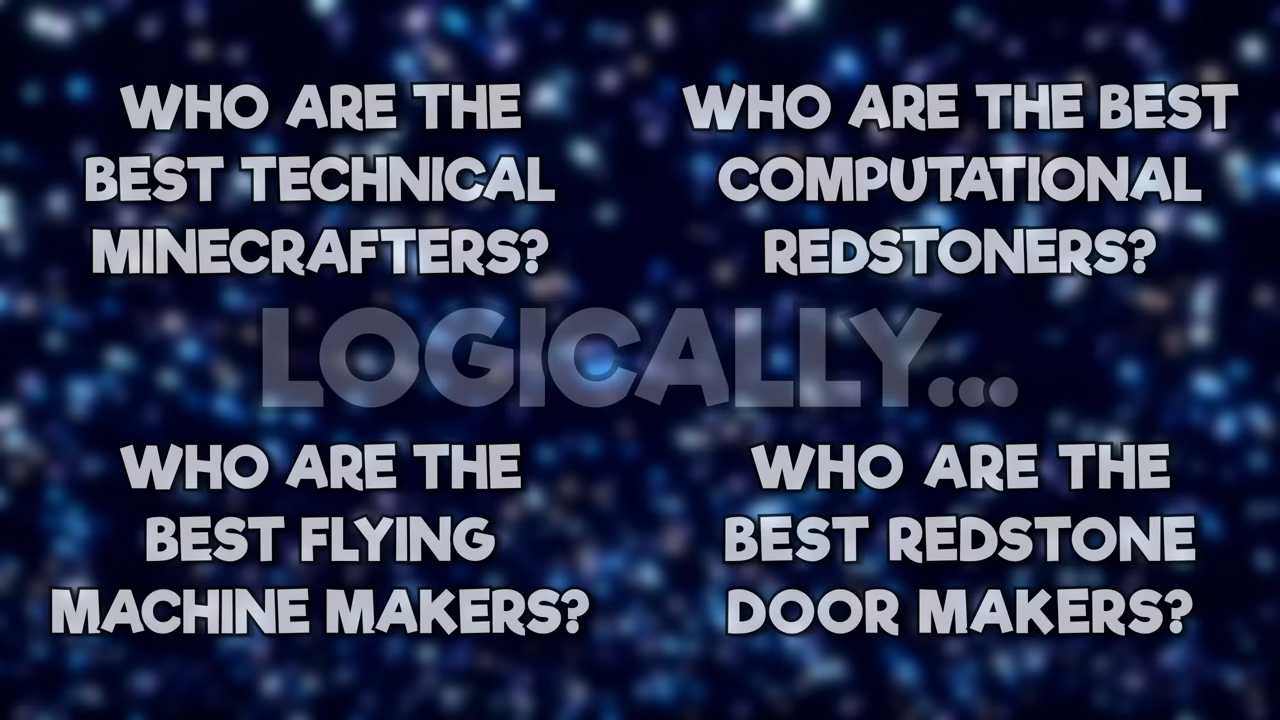 WHO ARE THE
BEST TECHNICAL
MINECRAFTERS?
WHO ARE THE BEST
COMPUTATIONAL
REDSTONERS?
LOGICALLY...
WHO ARE THE
BEST FLYING
MACHINE MAKERS?
WHO ARE THE
BEST REDSTONE
DOOR MAKERS?